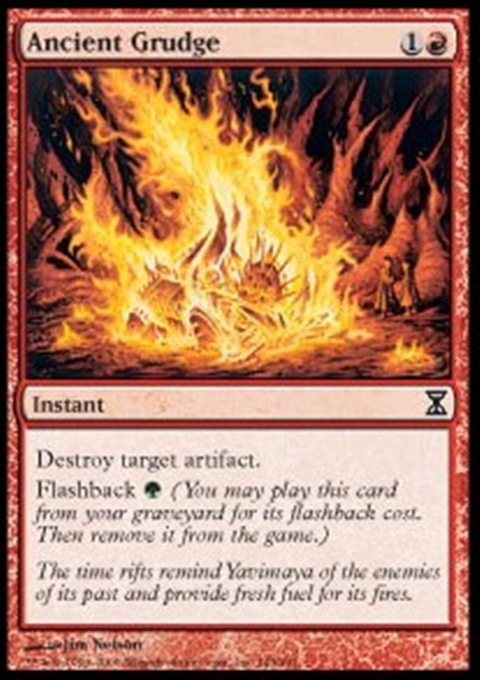 Ancient Grudge 1
Instant
Destroy target artifact.
Flashback (You may play this card
from your graveyard for its flashback cost.
Then remove it from the game.)
The time rifts remind Yavimaya of the enemies
of its past and provide fresh fuel for its fires.
Jim Nelson